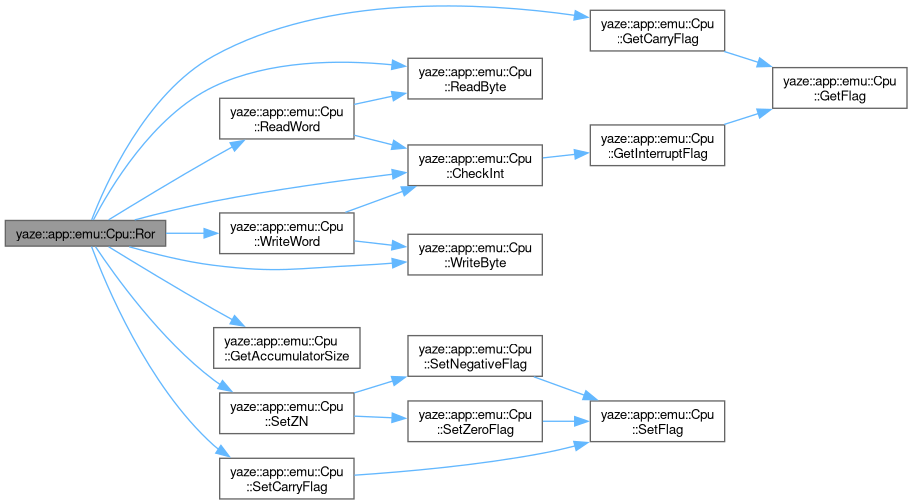 yaze::app::emu::Cpu
::GetCarryFlag
yaze::app::emu::Cpu
::ReadByte
yaze::app::emu::Cpu
::GetFlag
yaze::app::emu::Cpu
::ReadWord
yaze::app::emu::Cpu
::GetInterruptFlag
yaze::app::emu::Cpu
::CheckInt
yaze::app::emu::Cpu::Ror
yaze::app::emu::Cpu
::WriteWord
yaze::app::emu::Cpu
::WriteByte
yaze::app::emu::Cpu
::GetAccumulatorSize
yaze::app::emu::Cpu
::SetNegativeFlag
yaze::app::emu::Cpu
::SetZN
yaze::app::emu::Cpu
::SetZeroFlag
yaze::app::emu::Cpu
::SetFlag
yaze::app::emu::Cpu
::SetCarryFlag